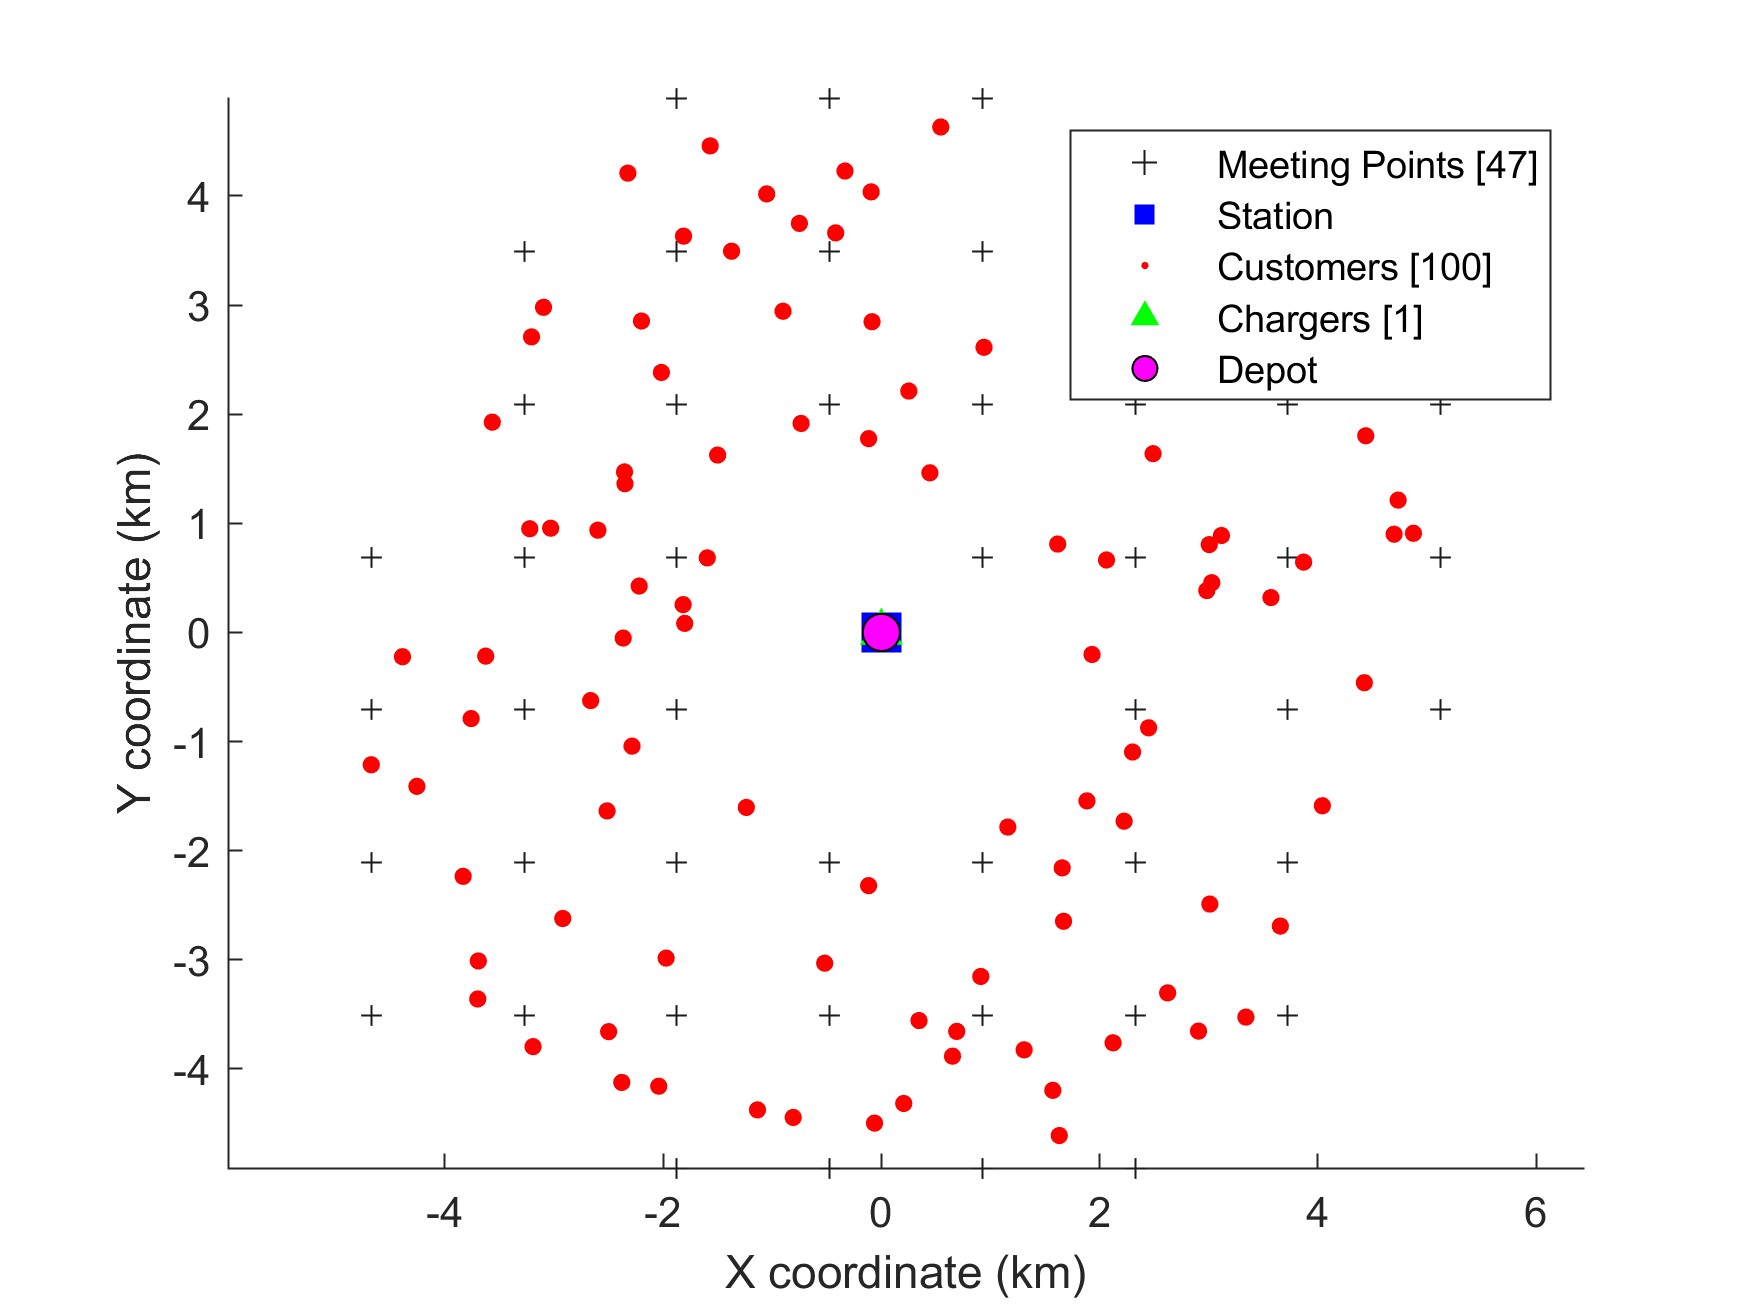 Meeting Points [47]
Station
Customers [100]
Chargers [1]
Depot
4
3
2
1
0
-1
-2
-3
-4
Y coordinate (km)
-4 -2 0 2 4 6
X coordinate (km)